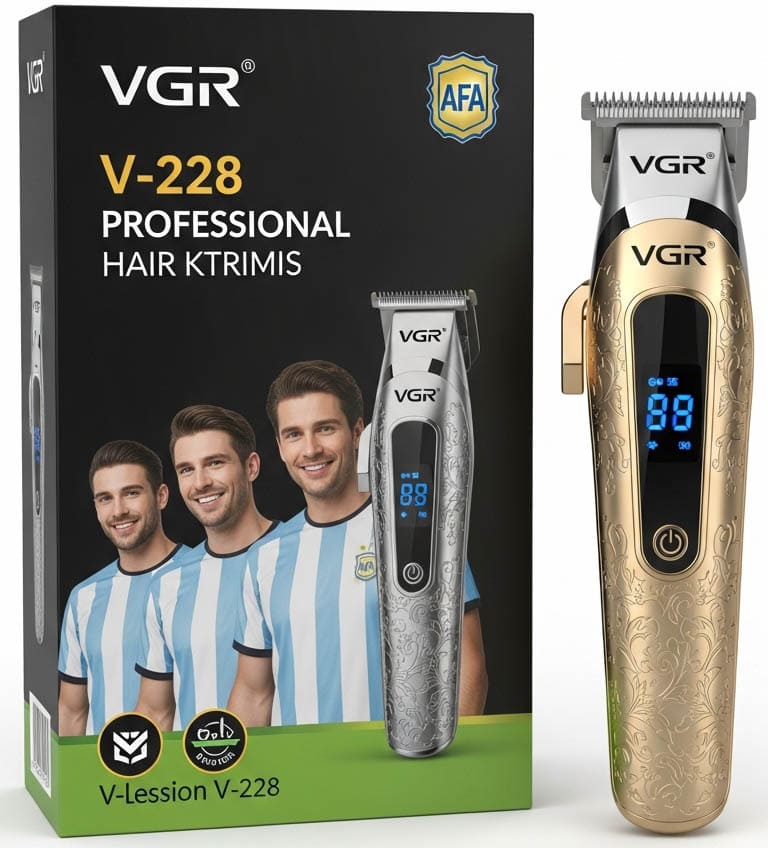 VGR®
VGR®
AFA
V-228
PROFESSIONAL
HAIR KTRIMIS
VGR®
VGR
88
AFA
V-Lession V-228
VGR®
VGR®
88